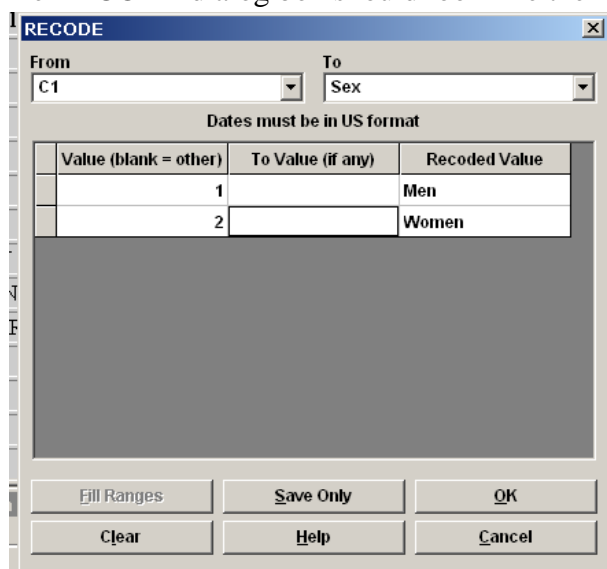 RECODE
From To
C1 Sex
Dates must be in US format
Value (blank = other) To Value (if any) Recoded Value
1 Men
2 Women
Fill Ranges Save Only OK
Clear Help Cancel